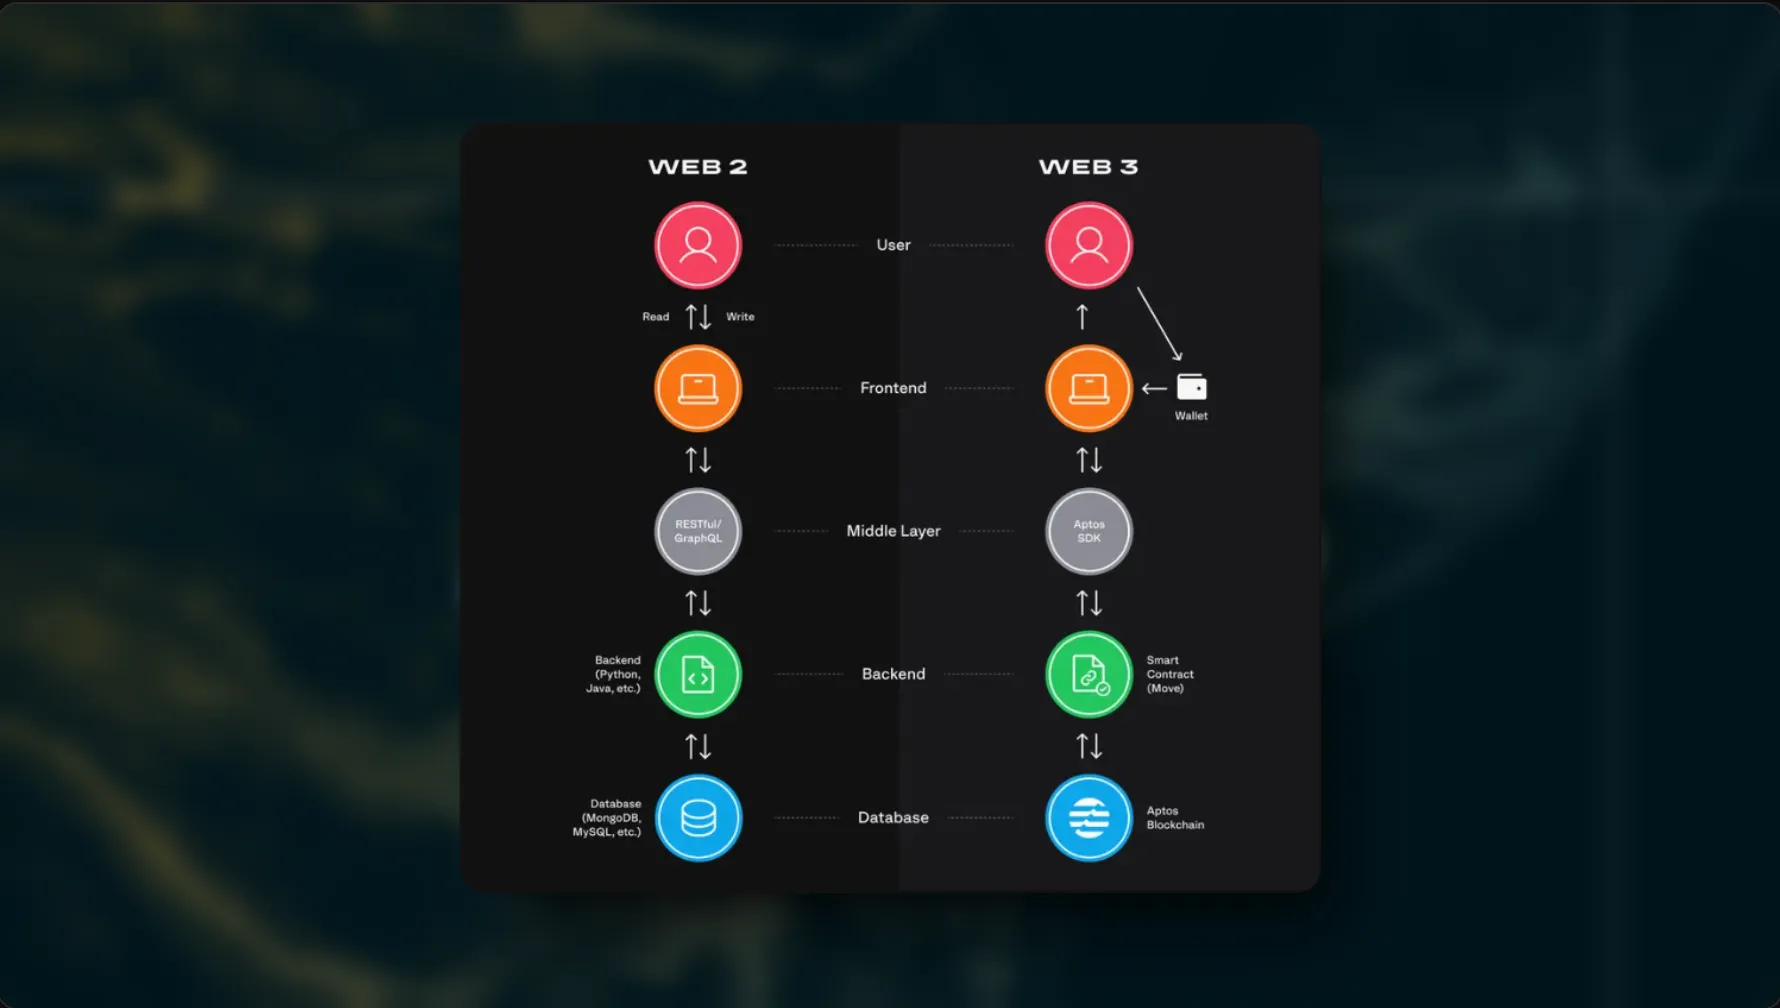 WEB 2
WEB 3
User
Read
Write
Frontend
Wallet
RESTful/
GraphQL
Middle Layer
Aptos
SDK
Backend
(Python,
Java, etc.)
Backend
Smart
Contract
(Move)
Database
(MongoDB,
MySQL, etc.)
Database
Aptos
Blockchain